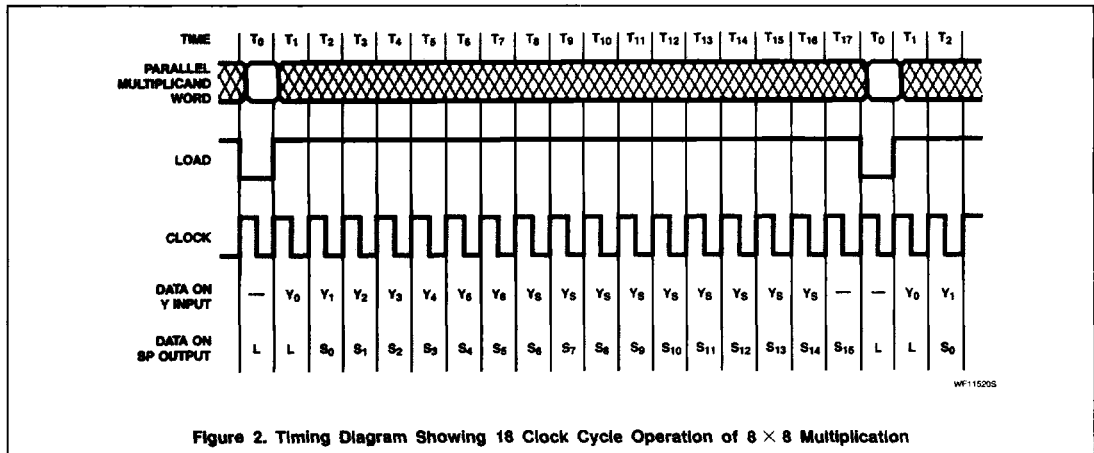 TIME T0 T1 T2 T3 T4 T5 T6 T7 T8 T9 T10 T11 T12 T13 T14 T15 T16 T17 T0 T1 T2
PARALLEL
MULTIPLICAND
WORD
LOAD
CLOCK
DATA ON
Y INPUT
— Y0 Y1 Y2 Y3 Y4 Y5 Y6 YS YS YS YS YS YS YS YS YS — — Y0 Y1
DATA ON
SP OUTPUT
L L S0 S1 S2 S3 S4 S5 S6 S7 S8 S9 S10 S11 S12 S13 S14 S15 L L S0
WF11520S
Figure 2. Timing Diagram Showing 18 Clock Cycle Operation of 8 × 8 Multiplication